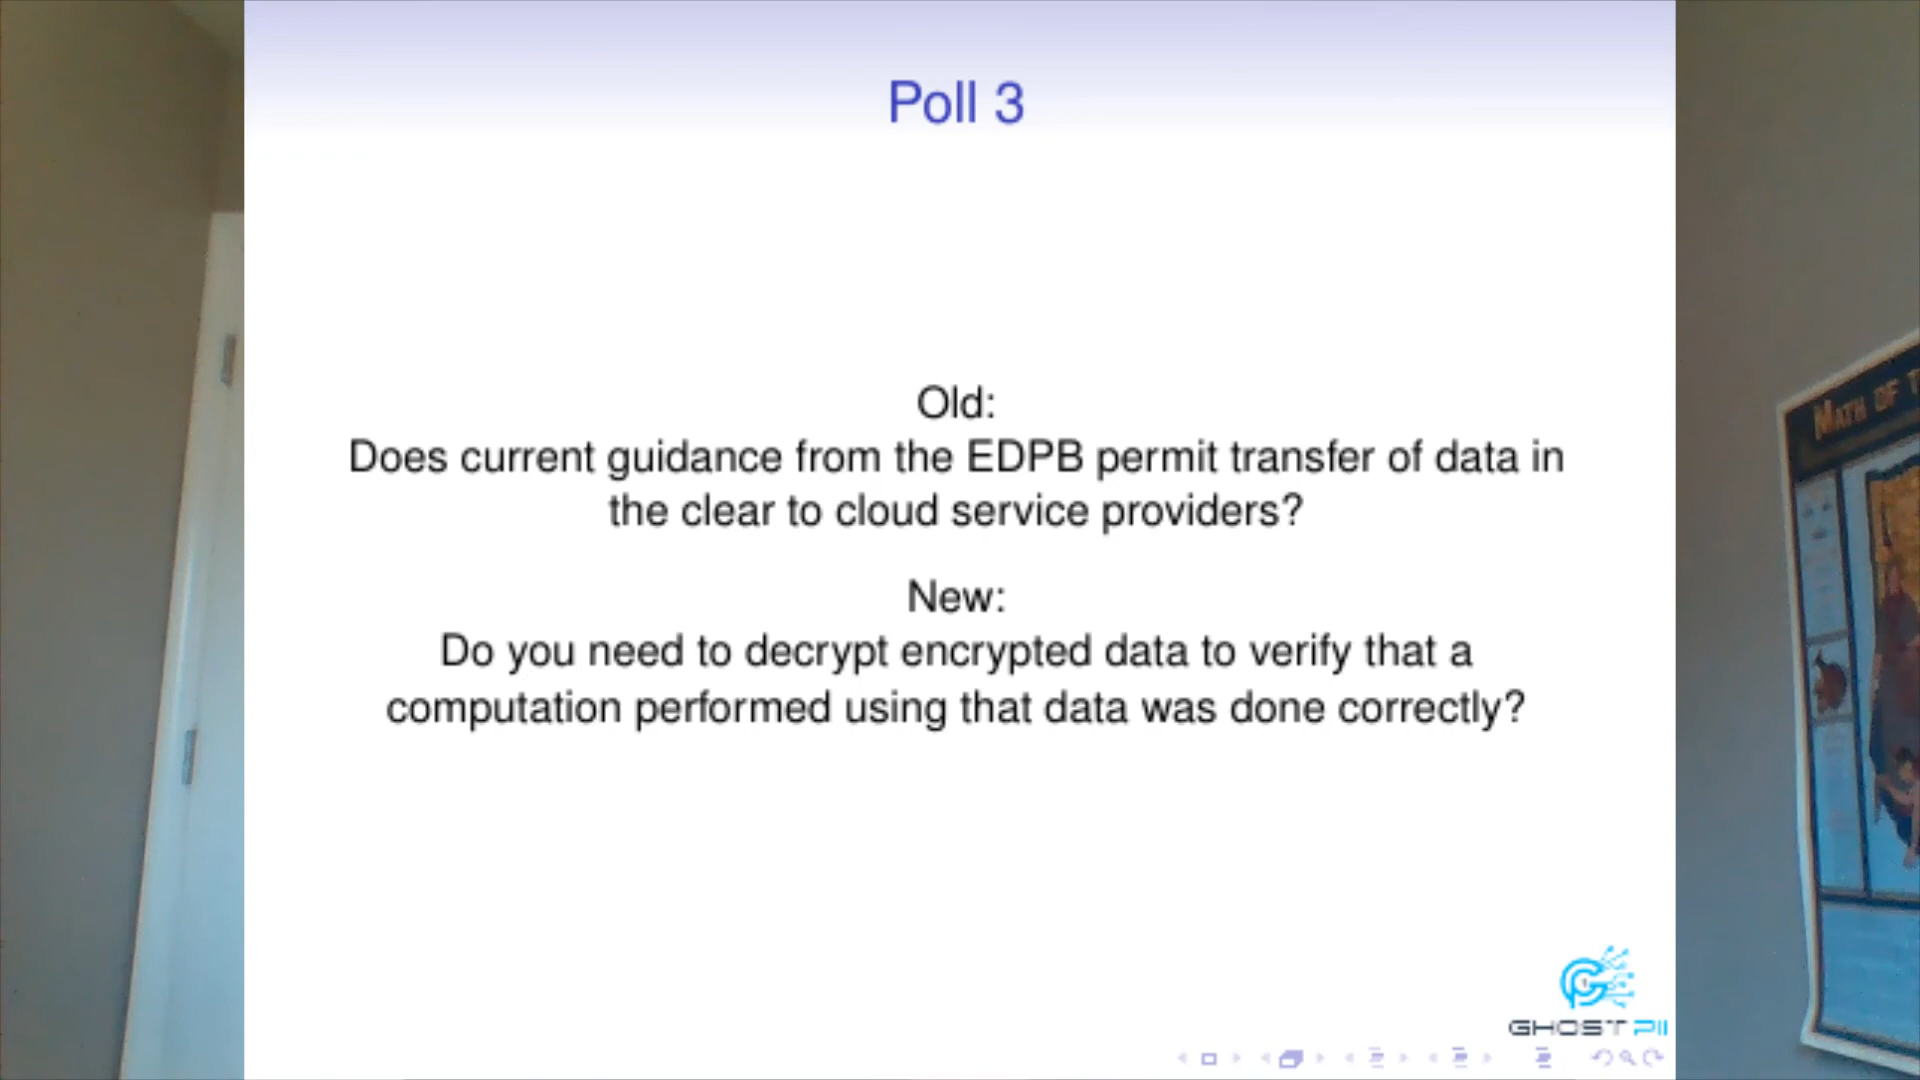 Poll 3
Old:
Does current guidance from the EDPB permit transfer of data in
the clear to cloud service providers?
New:
Do you need to decrypt encrypted data to verify that a
computation performed using that data was done correctly?
GHOST PII
MATH OF